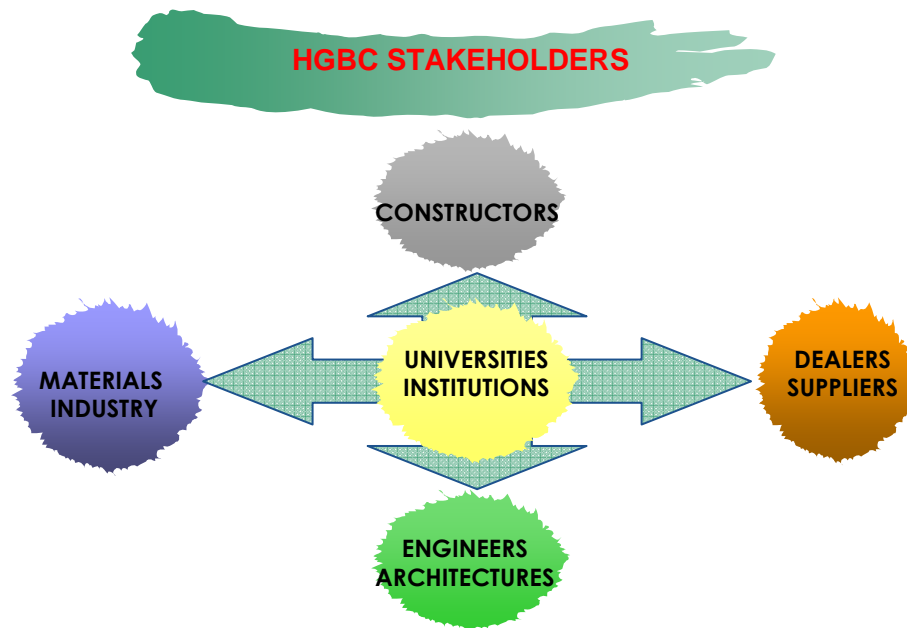 HGBC STAKEHOLDERS
CONSTRUCTORS
MATERIALS
INDUSTRY
UNIVERSITIES
INSTITUTIONS
DEALERS
SUPPLIERS
ENGINEERS
ARCHITECTURES